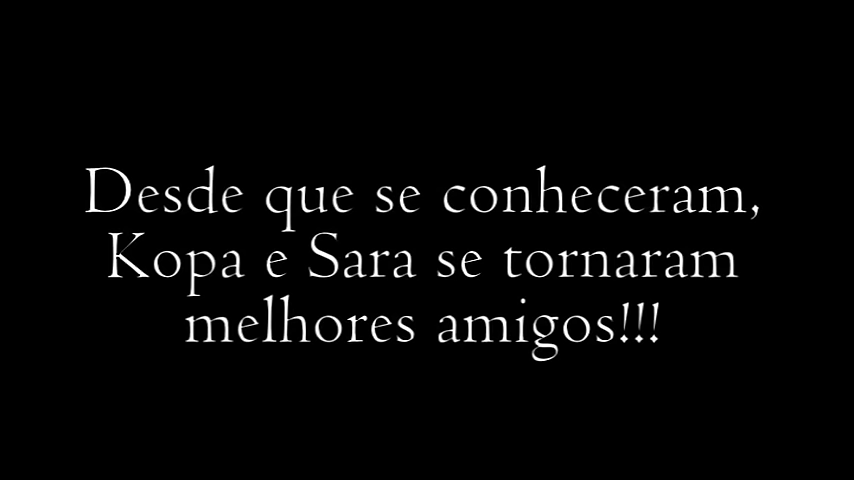 Desde que se conheceram,
Kopa e Sara se tornaram
melhores amigos!!!